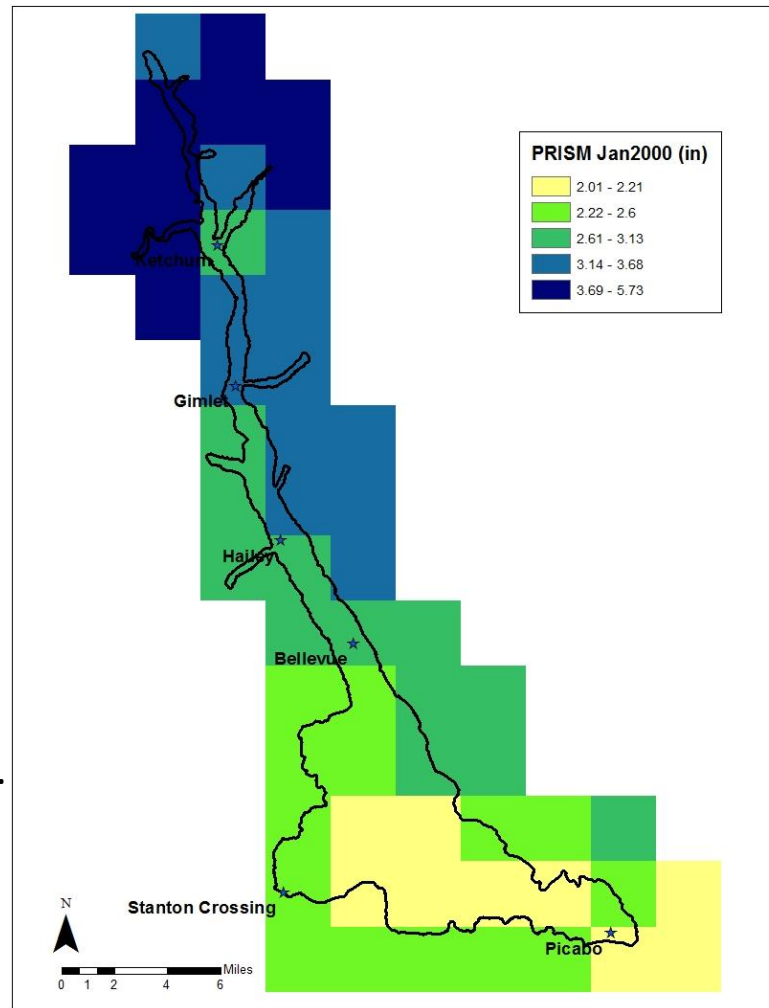 PRISM Jan2000 (in)
2.01 - 2.21
2.22 - 2.6
2.61 - 3.13
3.14 - 3.68
3.69 - 5.73
Ketchum
Gimlet
Hailey
Bellevue
Stanton Crossing
Picabo
N
Miles
0 1 2 4 6